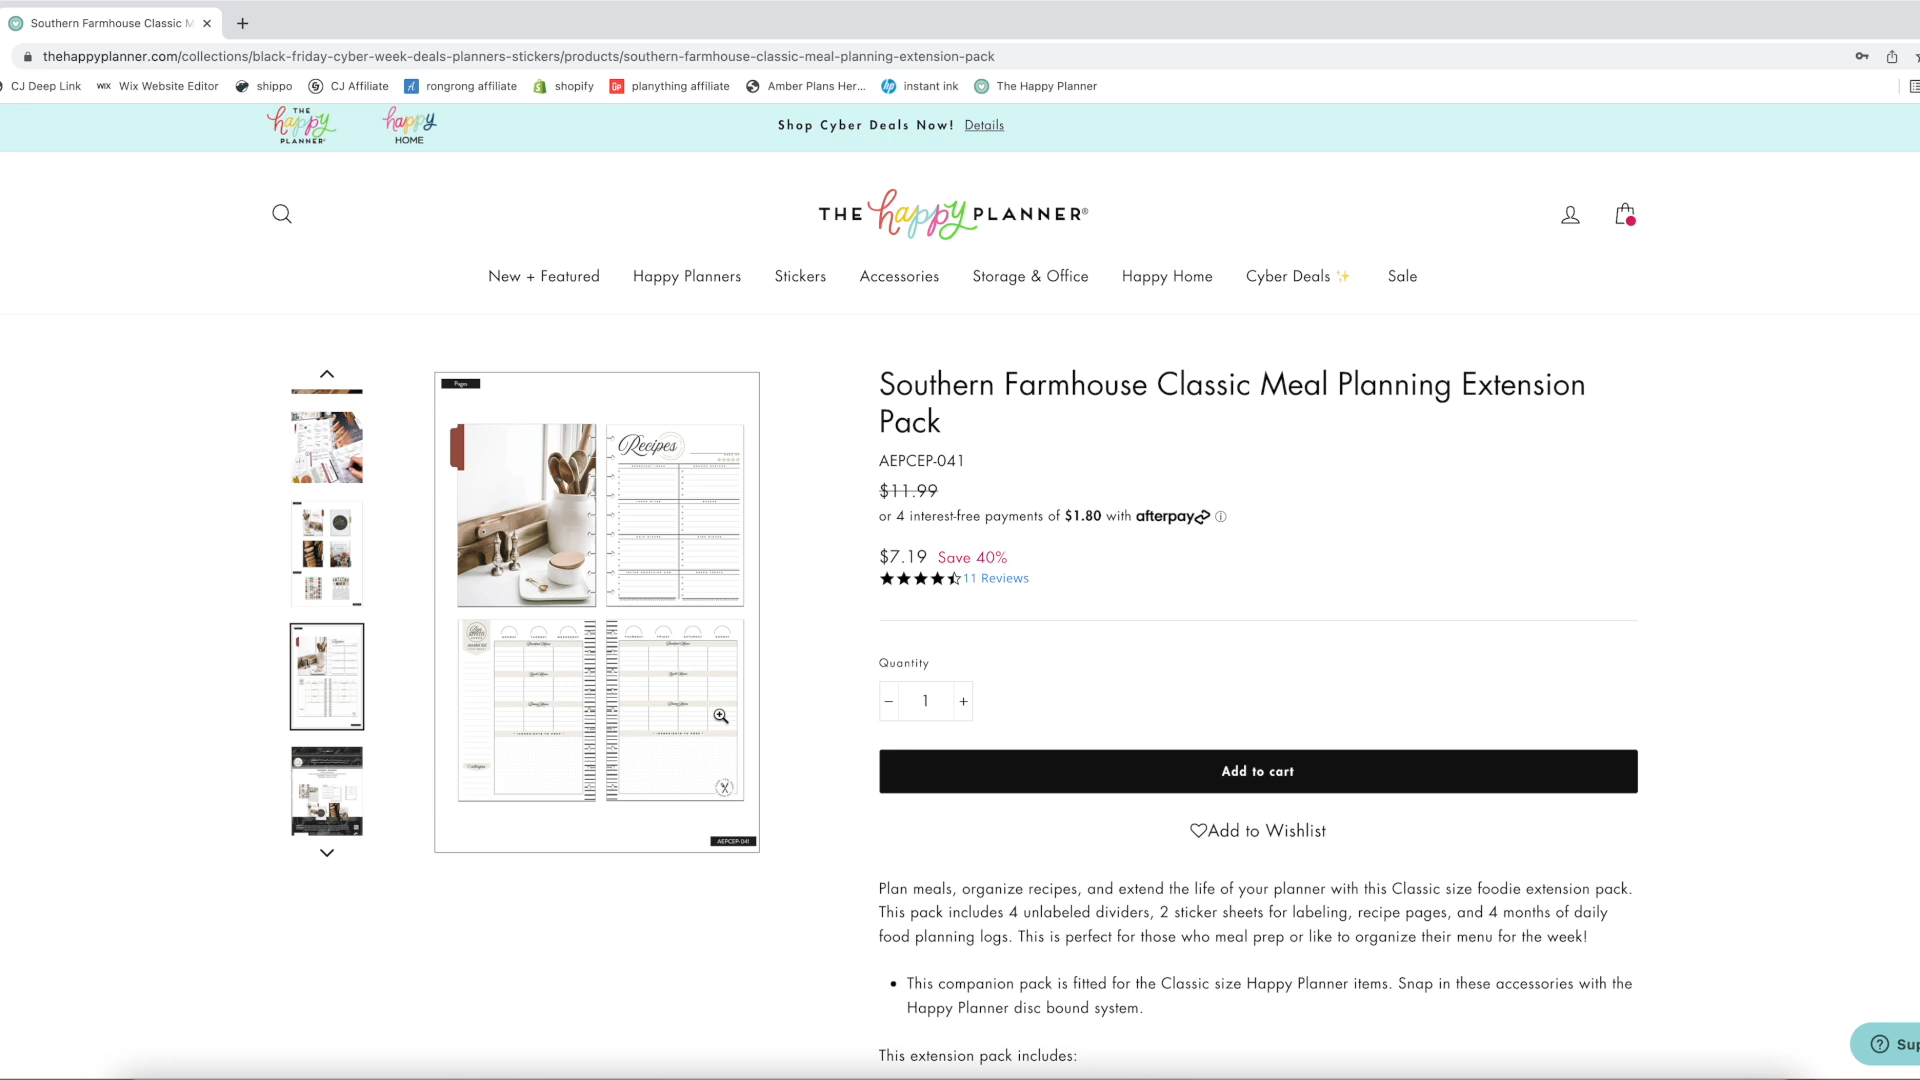 Southern Farmhouse Classic M
thehappyplanner.com/collections/black-friday-cyber-week-deals-planners-stickers/products/southern-farmhouse-classic-meal-planning-extension-pack
CJ Deep Link WIX Wix Website Editor shippo CJ Affiliate rongrong affiliate shopify planything affiliate Amber Plans Her... instant ink The Happy Planner
THE happy PLANNER
happy HOME
Shop Cyber Deals Now! Details
THE happy PLANNER®
New + Featured Happy Planners Stickers Accessories Storage & Office Happy Home Cyber Deals ✨ Sale
Pages
Recipes
AEPCEP-041
Southern Farmhouse Classic Meal Planning Extension
Pack
AEPCEP-041
$11.99
or 4 interest-free payments of $1.80 with afterpay
$7.19 Save 40%
11 Reviews
Quantity
− 1 +
Add to cart
Add to Wishlist
Plan meals, organize recipes, and extend the life of your planner with this Classic size foodie extension pack.
This pack includes 4 unlabeled dividers, 2 sticker sheets for labeling, recipe pages, and 4 months of daily
food planning logs. This is perfect for those who meal prep or like to organize their menu for the week!
• This companion pack is fitted for the Classic size Happy Planner items. Snap in these accessories with the
Happy Planner disc bound system.
This extension pack includes:
Sup